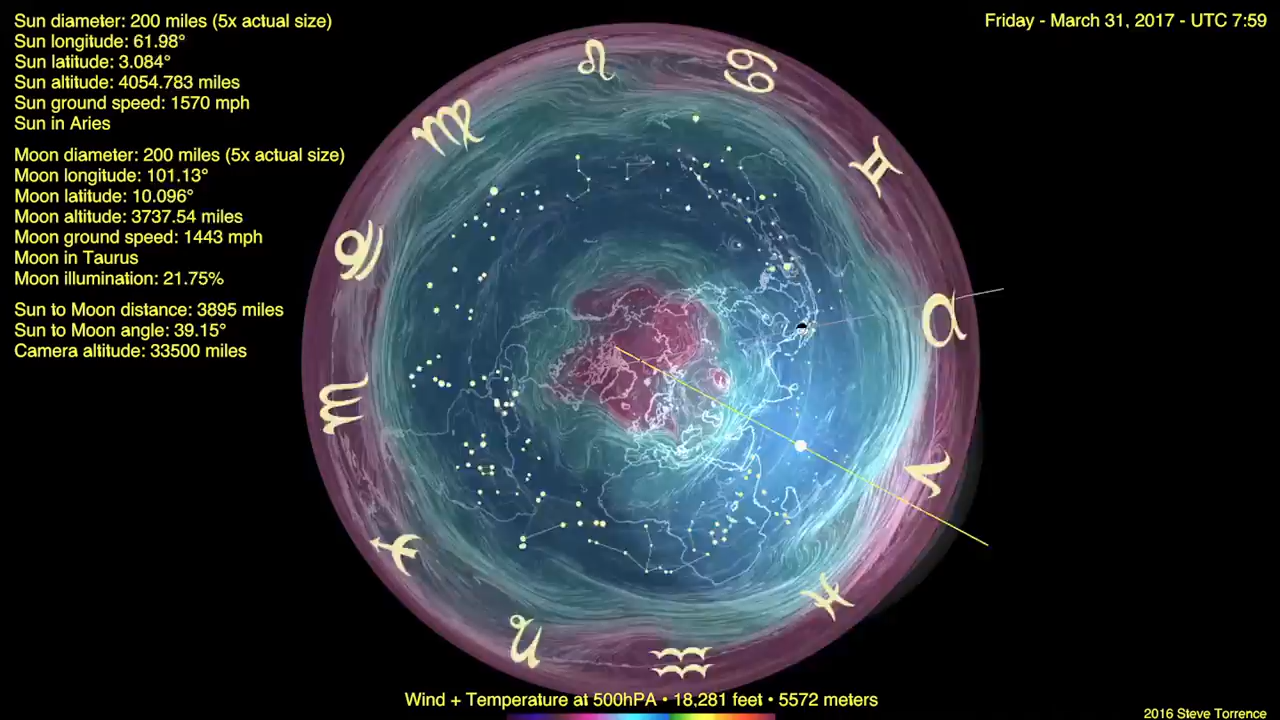 Sun diameter: 200 miles (5x actual size)
Sun longitude: 61.98°
Sun latitude: 3.084°
Sun altitude: 4054.783 miles
Sun ground speed: 1570 mph
Sun in Aries
Moon diameter: 200 miles (5x actual size)
Moon longitude: 101.13°
Moon latitude: 10.096°
Moon altitude: 3737.54 miles
Moon ground speed: 1443 mph
Moon in Taurus
Moon illumination: 21.75%
Sun to Moon distance: 3895 miles
Sun to Moon angle: 39.15°
Camera altitude: 33500 miles
Friday - March 31, 2017 - UTC 7:59
Wind + Temperature at 500hPA • 18,281 feet • 5572 meters
2016 Steve Torrence